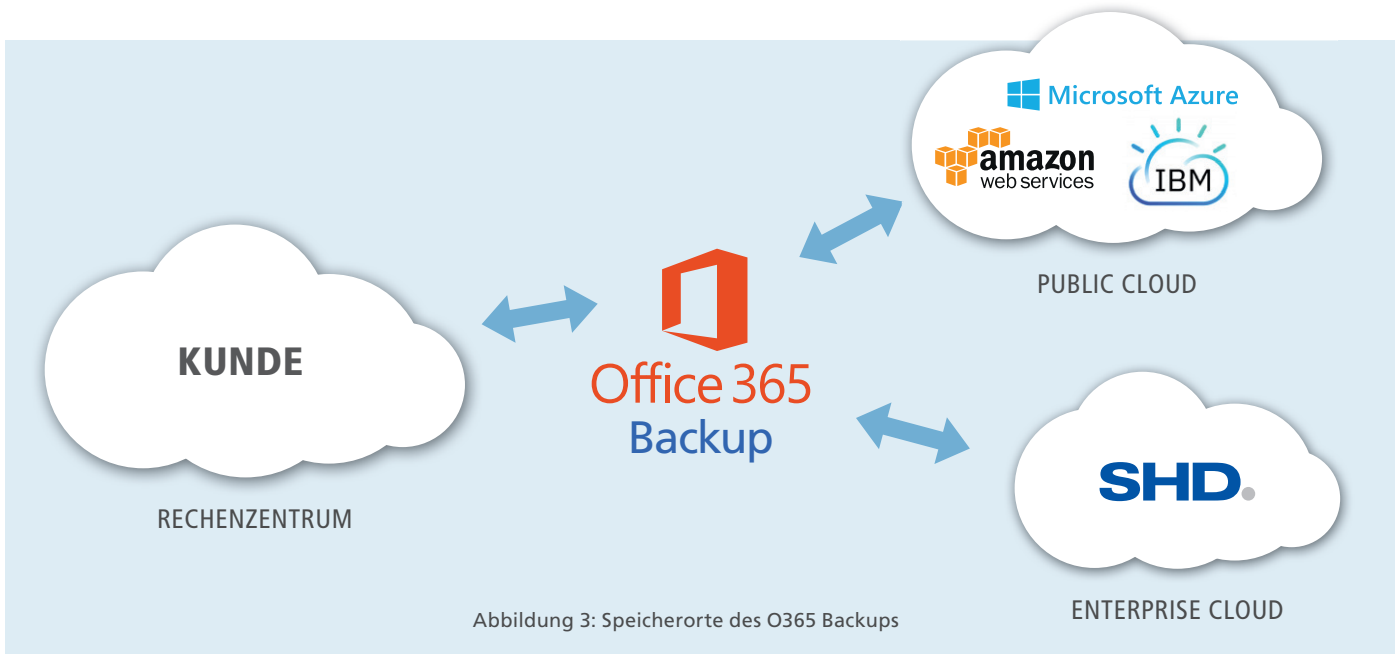 Microsoft Azure
amazon
web services
IBM
PUBLIC CLOUD
KUNDE
RECHENZENTRUM
Office 365
Backup
SHD.
ENTERPRISE CLOUD
Abbildung 3: Speicherorte des O365 Backups